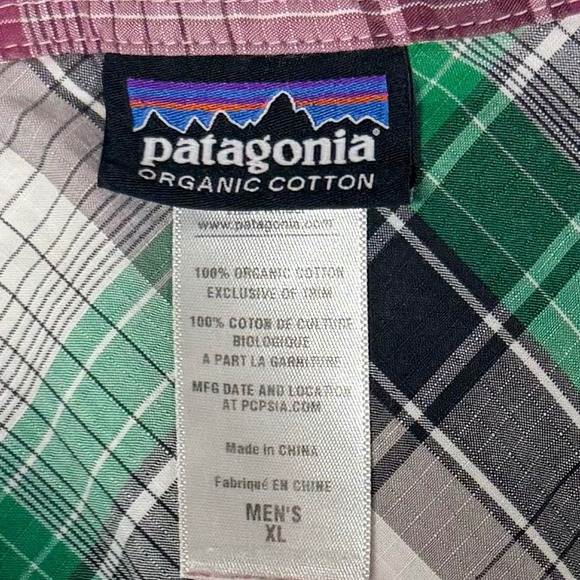 patagonia®
ORGANIC COTTON
www.patagonia.com
100% ORGANIC COTTON
EXCLUSIVE OF TRIM
100% COTON DE CULTURE
BIOLOGIQUE
A PART LA GARNITURE
MFG DATE AND LOCATION
AT PCPSIA.COM
Made in CHINA
Fabriqué EN CHINE
MEN'S
XL